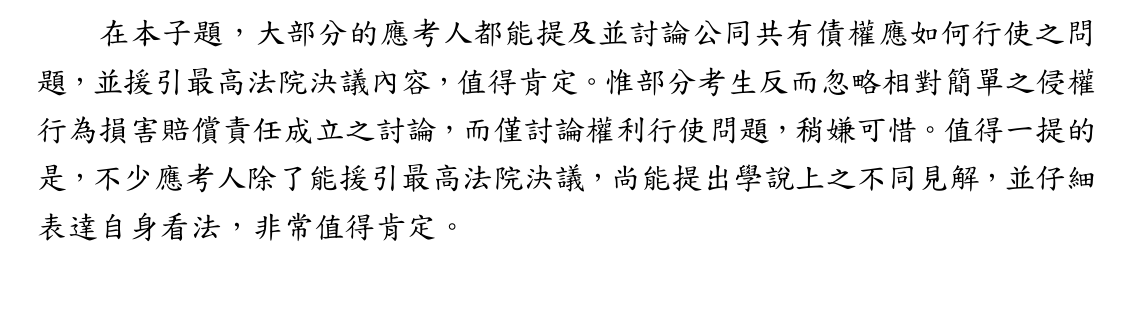 在本子題，大部分的應考人都能提及並討論公同共有債權應如何行使之問
題，並援引最高法院決議內容，值得肯定。惟部分考生反而忽略相對簡單之侵權
行為損害賠償責任成立之討論，而僅討論權利行使問題，稍嫌可惜。值得一提的
是，不少應考人除了能援引最高法院決議，尚能提出學說上之不同見解，並仔細
表達自身看法，非常值得肯定。